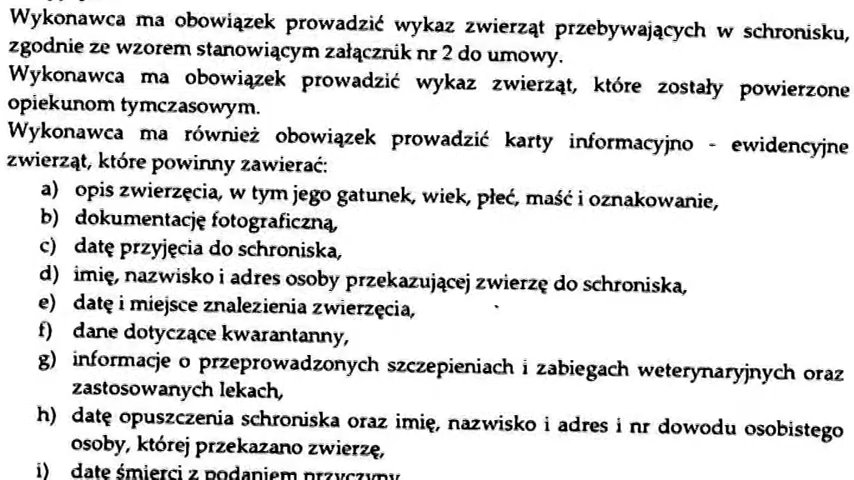 Wykonawca ma obowiązek prowadzić wykaz zwierząt przebywających w schronisku,
zgodnie ze wzorem stanowiącym załącznik nr 2 do umowy.
Wykonawca ma obowiązek prowadzić wykaz zwierząt, które zostały powierzone
opiekunom tymczasowym.
Wykonawca ma również obowiązek prowadzić karty informacyjno - ewidencyjne
zwierząt, które powinny zawierać:
a) opis zwierzęcia, w tym jego gatunek, wiek, płeć, maść i oznakowanie,
b) dokumentację fotograficzną,
c) datę przyjęcia do schroniska,
d) imię, nazwisko i adres osoby przekazującej zwierzę do schroniska,
e) datę i miejsce znalezienia zwierzęcia,
f) dane dotyczące kwarantanny,
g) informacje o przeprowadzonych szczepieniach i zabiegach weterynaryjnych oraz
zastosowanych lekach,
h) datę opuszczenia schroniska oraz imię, nazwisko i adres i nr dowodu osobistego
osoby, której przekazano zwierzę,
i) datę śmierci z podaniem przyczyny